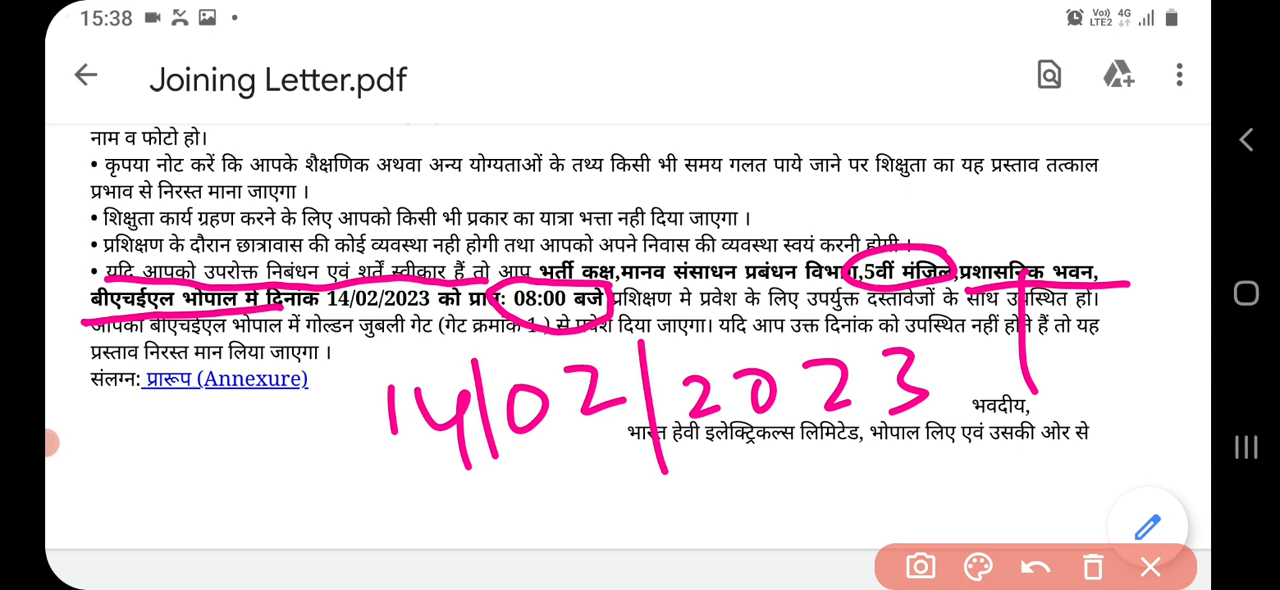 15:38
Vo)) 4G
LTE2
Joining Letter.pdf
नाम व फोटो हो।
• कृपया नोट करें कि आपके शैक्षणिक अथवा अन्य योग्यताओं के तथ्य किसी भी समय गलत पाये जाने पर शिक्षुता का यह प्रस्ताव तत्काल
प्रभाव से निरस्त माना जाएगा ।
• शिक्षुता कार्य ग्रहण करने के लिए आपको किसी भी प्रकार का यात्रा भत्ता नही दिया जाएगा ।
• प्रशिक्षण के दौरान छात्रावास की कोई व्यवस्था नही होगी तथा आपको अपने निवास की व्यवस्था स्वयं करनी होगी ।
• यदि आपको उपरोक्त निबंधन एवं शर्तें स्वीकार हैं तो आप भर्ती कक्ष,मानव संसाधन प्रबंधन विभाग,5वीं मंजिल,प्रशासनिक भवन,
बीएचईएल भोपाल मे दिनांक 14/02/2023 को प्रात: 08:00 बजे प्रशिक्षण मे प्रवेश के लिए उपर्युक्त दस्तावेजों के साथ उपस्थित हो।
आपको बीएचईएल भोपाल में गोल्डन जुबली गेट (गेट क्रमांक 1 ) से प्रवेश दिया जाएगा। यदि आप उक्त दिनांक को उपस्थित नहीं होते हैं तो यह
प्रस्ताव निरस्त मान लिया जाएगा ।
संलग्न: प्रारूप (Annexure)
14/02/2023
भवदीय,
भारत हेवी इलेक्ट्रिकल्स लिमिटेड, भोपाल लिए एवं उसकी ओर से